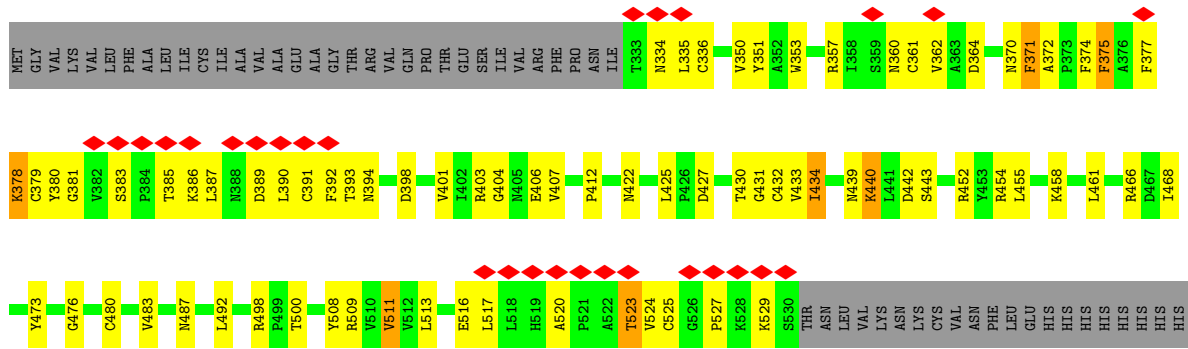 MET GLY VAL LYS VAL LEU PHE ALA LEU ILE CYS ILE ALA VAL ALA GLU ALA GLY THR ARG VAL GLN PRO THR GLU SER ILE VAL ARG PHE PRO ASN ILE T333 N334 L335 C336 V350 Y351 A352 W353 R357 I358 S359 N360 C361 V362 A363 D364 N370 F371 A372 P373 F374 F375 A376 F377
K378 C379 Y380 G381 V382 S383 P384 T385 K386 L387 N388 D389 L390 C391 F392 T393 N394 D398 V401 I402 R403 G404 N405 E406 V407 P412 N422 L425 P426 D427 T430 G431 C432 V433 I434 N439 K440 L441 D442 S443 R452 Y453 R454 L455 K458 L461 R466 D467 I468
Y473 G476 C480 V483 N487 L492 R498 P499 T500 Y508 R509 V510 V511 V512 L513 E516 L517 L518 H519 A520 P521 A522 T523 V524 C525 G526 P527 K528 K529 S530 THR ASN LEU VAL LYS ASN LYS CYS VAL ASN PHE LEU GLU HIS HIS HIS HIS HIS HIS HIS HIS